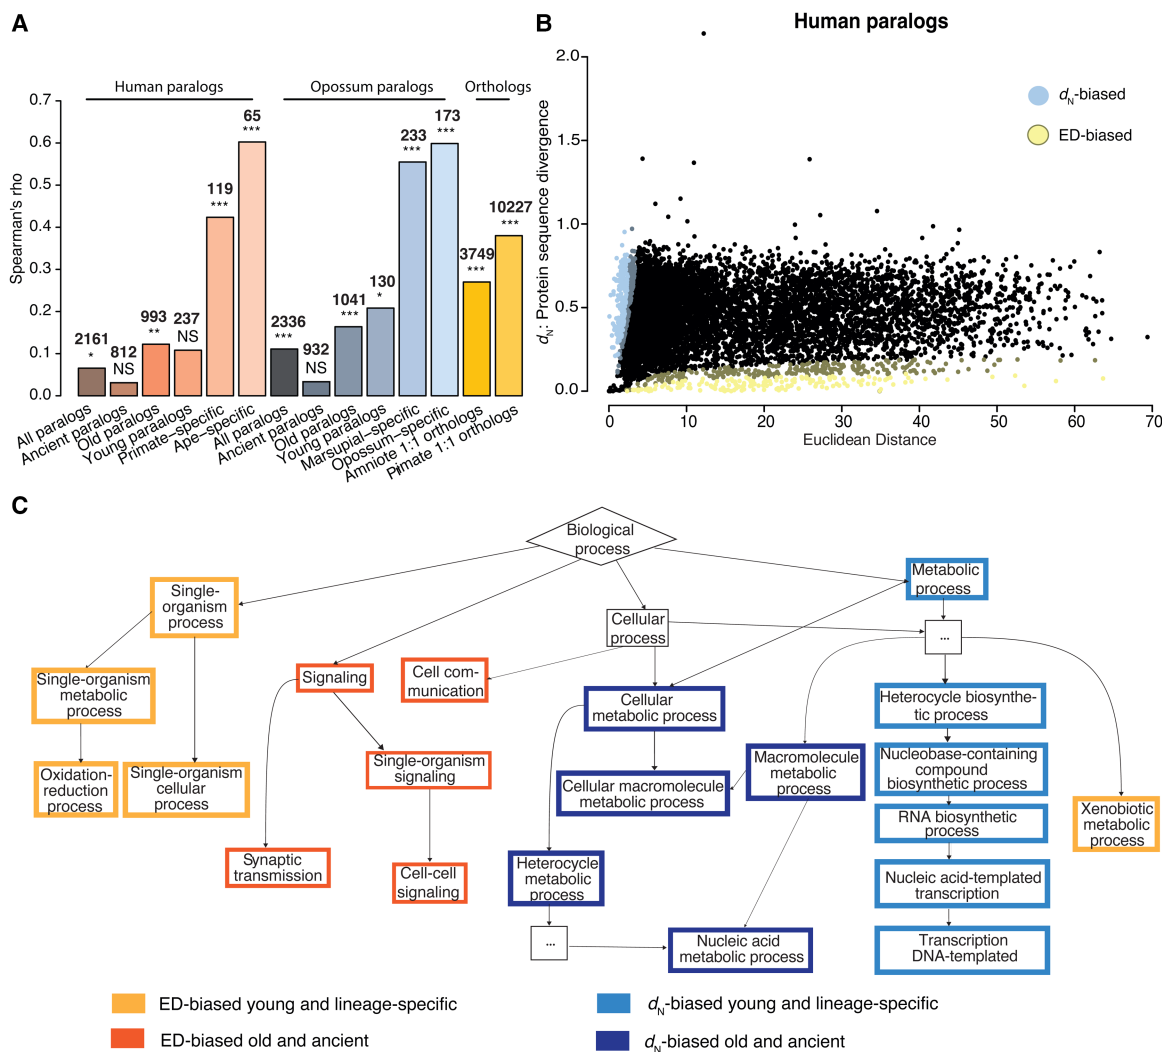 A
Human paralogs
Opossum paralogs
Orthologs
Spearman's rho
0.7
0.6
0.5
0.4
0.3
0.2
0.1
0.0
2161
*
812
NS
993
**
237
NS
119
***
65
***
2336
***
932
NS
1041
***
130
*
233
***
173
***
3749
***
10227
***
All paralogs
Ancient paralogs
Old paralogs
Young paralogs
Primate–specific
Ape–specific
All paralogs
Ancient paralogs
Old paralogs
Young paralogs
Marsupial–specific
Opossum–specific
Amniote 1:1 orthologs
Pimate 1:1 orthologs
B
Human paralogs
dN: Protein sequence divergence
2.0
1.5
1.0
0.5
0.0
dN-biased
ED-biased
0
10
20
30
40
50
60
70
Euclidean Distance
C
Biological
process
Single-
organism
process
Metabolic
process
Cellular
process
...
Signaling
Cell com-
munication
Single-organism
metabolic
process
Cellular
metabolic process
Heterocycle biosynthe-
tic process
Oxidation-
reduction
process
Single-organism
cellular
process
Single-organism
signaling
Cellular macromolecule
metabolic process
Macromolecule
metabolic
process
Nucleobase-containing
compound
biosynthetic process
RNA biosynthetic
process
Xenobiotic
metabolic
process
Synaptic
transmission
Cell-cell
signaling
Heterocycle
metabolic
process
Nucleic acid-templated
transcription
...
Nucleic acid
metabolic process
Transcription
DNA-templated
ED-biased young and lineage-specific
dN-biased young and lineage-specific
ED-biased old and ancient
dN-biased old and ancient